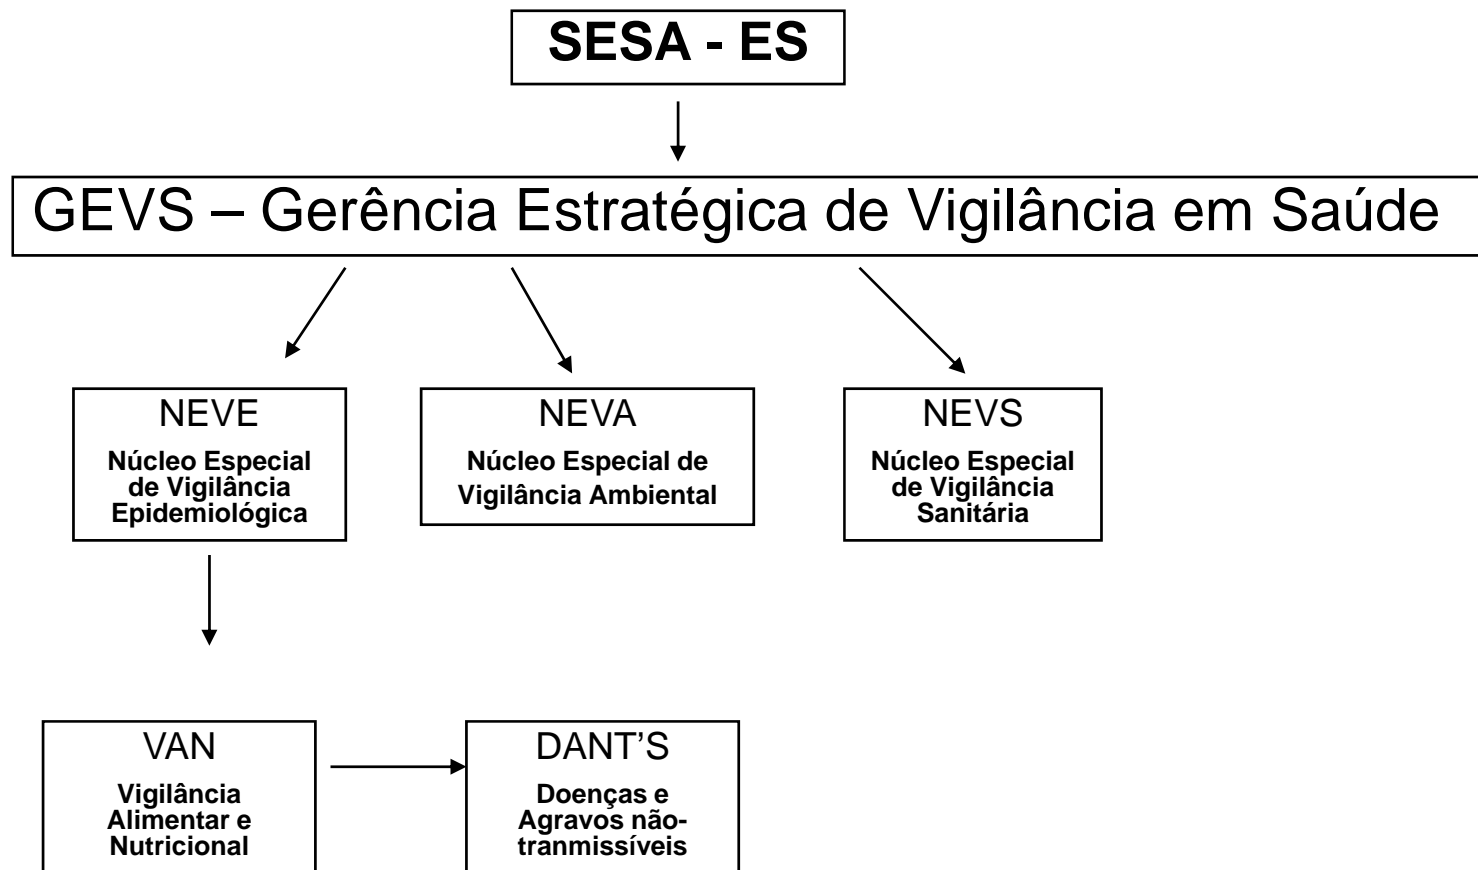 SESA - ES
GEVS – Gerência Estratégica de Vigilância em Saúde
NEVE
Núcleo Especial
de Vigilância
Epidemiológica
NEVA
Núcleo Especial de
Vigilância Ambiental
NEVS
Núcleo Especial
de Vigilância
Sanitária
VAN
Vigilância
Alimentar e
Nutricional
DANT’S
Doenças e
Agravos não-
tranmissíveis